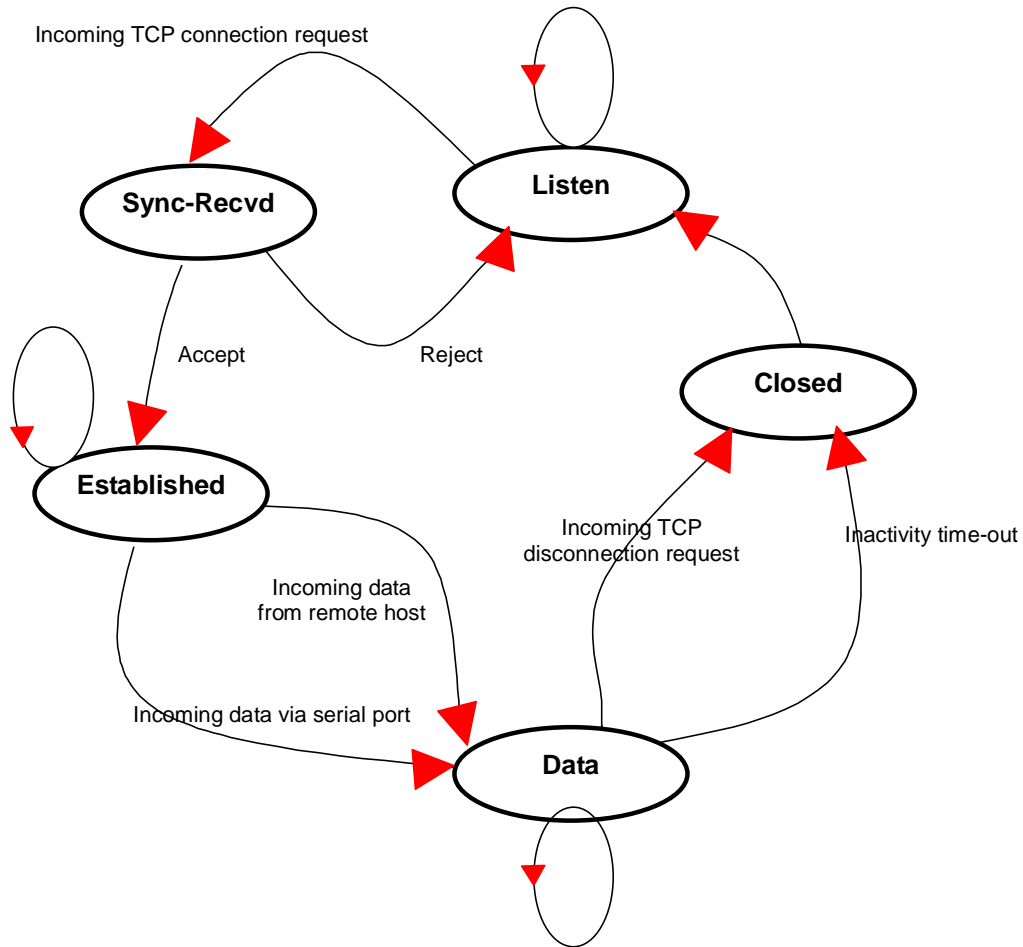 Incoming TCP connection request
Listen
Sync-Recvd
Accept
Reject
Closed
Established
Incoming TCP
disconnection request
Inactivity time-out
Incoming data
from remote host
Incoming data via serial port
Data